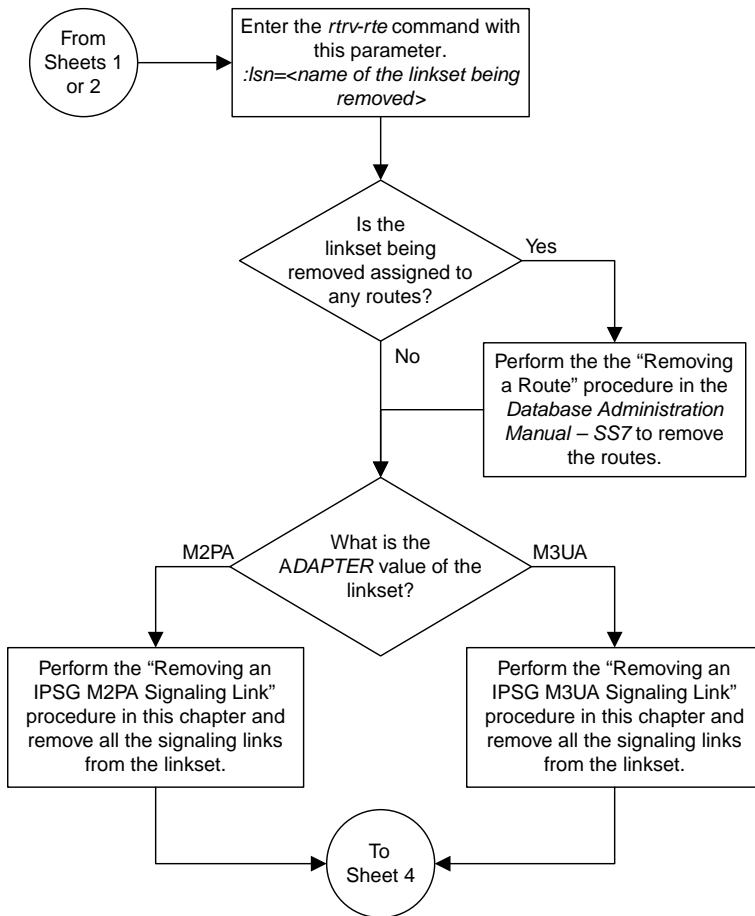 From
Sheets 1
or 2
Enter the rtrv-rte command with
this parameter.
:lsn=<name of the linkset being
removed>
Is the
linkset being
removed assigned to
any routes?
Yes
No
Perform the the “Removing
a Route” procedure in the
Database Administration
Manual – SS7 to remove
the routes.
What is the
ADAPTER value of the
linkset?
M2PA
M3UA
Perform the “Removing an
IPSG M2PA Signaling Link”
procedure in this chapter and
remove all the signaling links
from the linkset.
Perform the “Removing an
IPSG M3UA Signaling Link”
procedure in this chapter and
remove all the signaling links
from the linkset.
To
Sheet 4